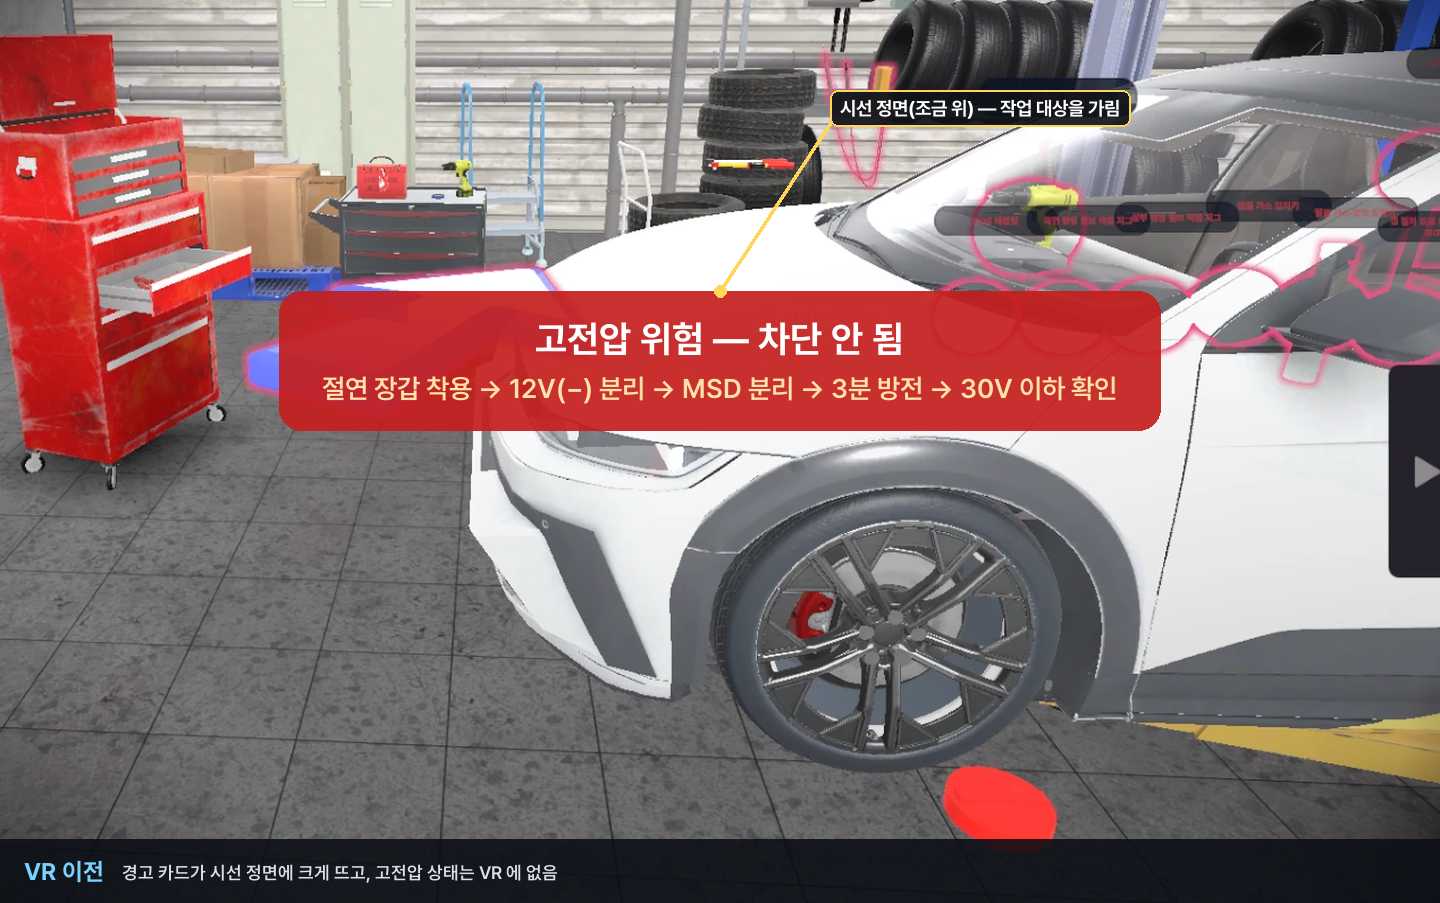 시선 정면(조금 위) — 작업 대상을 가림
고전압 위험 — 차단 안 됨
절연 장갑 착용 → 12V(−) 분리 → MSD 분리 → 3분 방전 → 30V 이하 확인
VR 이전 경고 카드가 시선 정면에 크게 뜨고, 고전압 상태는 VR 에 없음